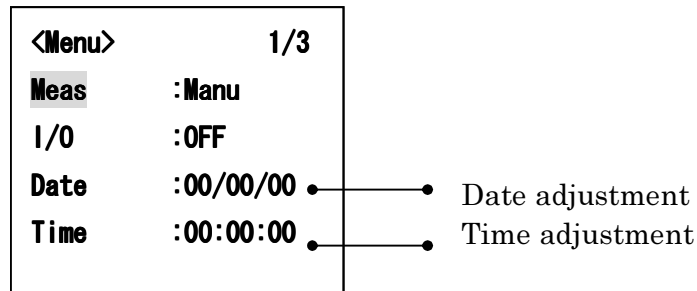 <Menu> 1/3
Meas :Manu
I/O :OFF
Date :00/00/00 Date adjustment
Time :00:00:00 Time adjustment